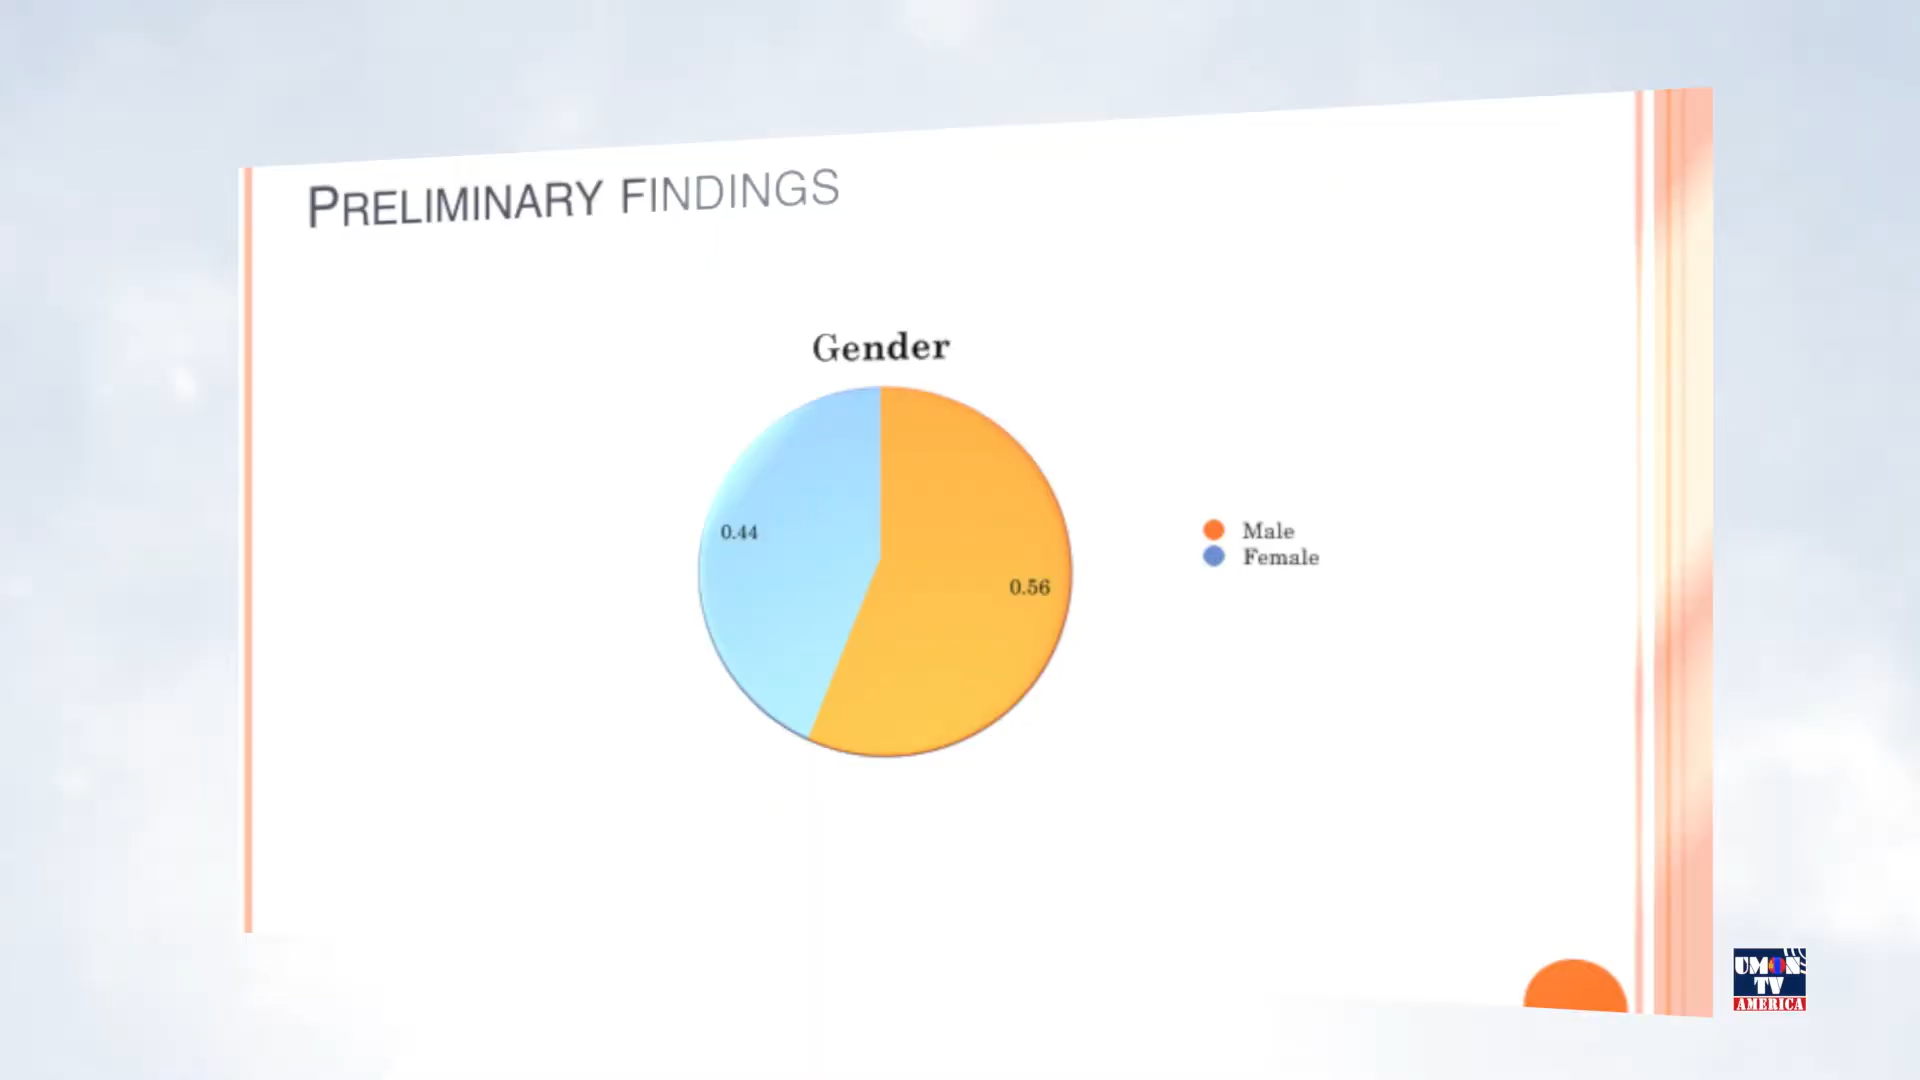 PRELIMINARY FINDINGS
Gender
0.44
0.56
Male
Female
UMON
TV
AMERICA